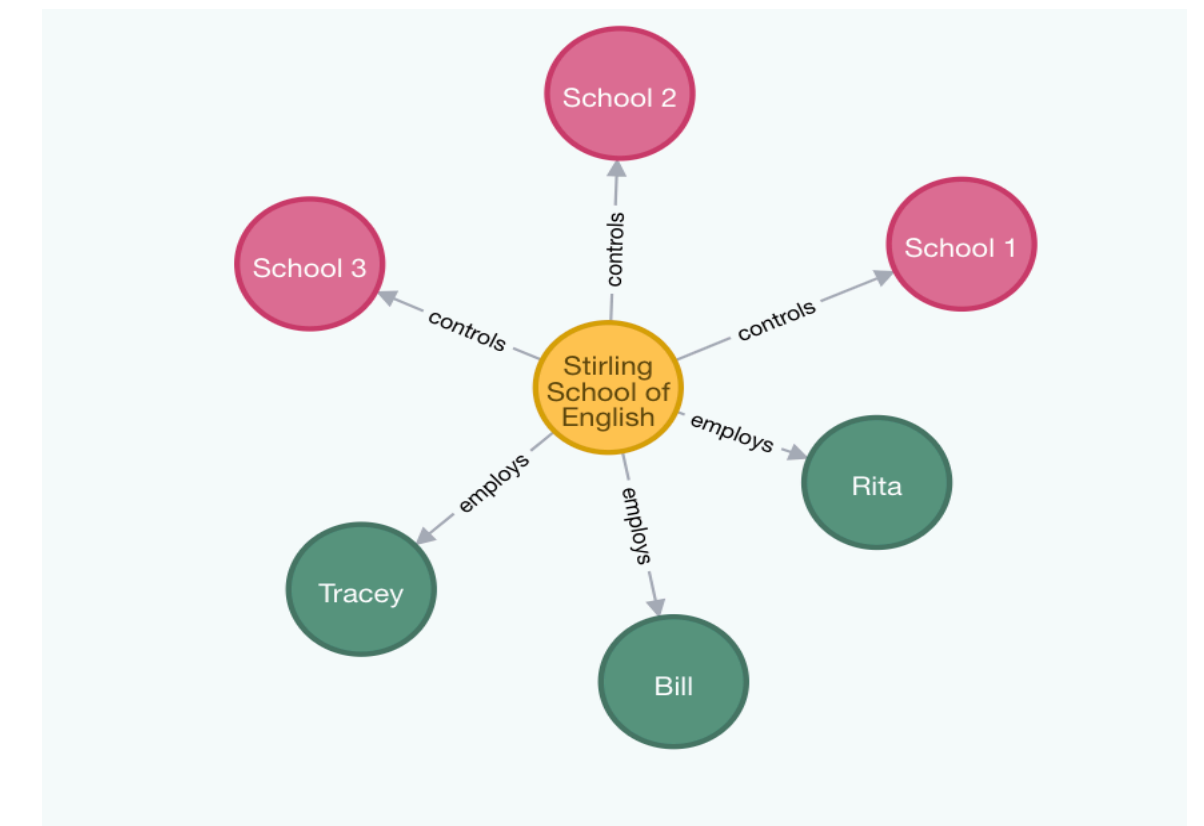 School 2
School 1
School 3
controls
controls
controls
Stirling
School of
English
employs
employs
employs
Rita
Tracey
Bill